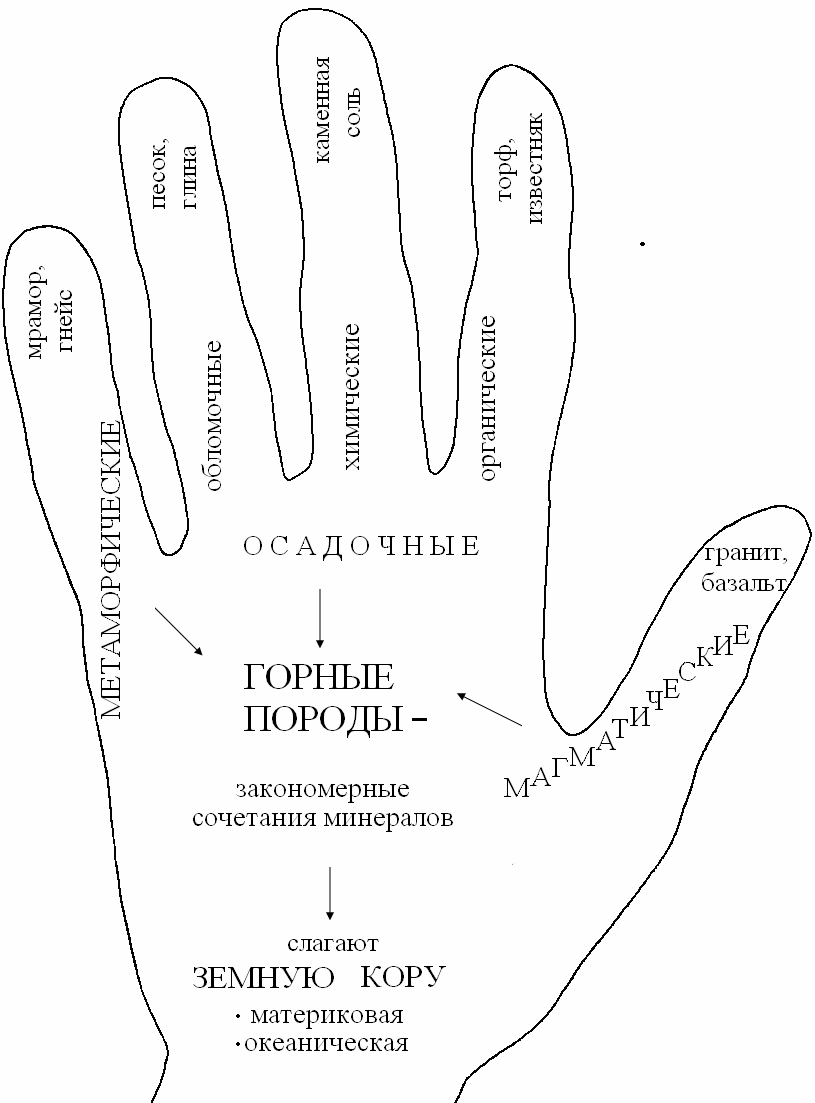 мрамор,
гнейс
МЕТАМОРФИЧЕСКИЕ
песок,
глина
обломочные
каменная
соль
химические
торф,
известняк
органические
ОСАДОЧНЫЕ
гранит,
базальт
МАГМАТИЧЕСКИЕ
ГОРНЫЕ
ПОРОДЫ –
закономерные
сочетания минералов
слагают
ЗЕМНУЮ КОРУ
· материковая
· океаническая